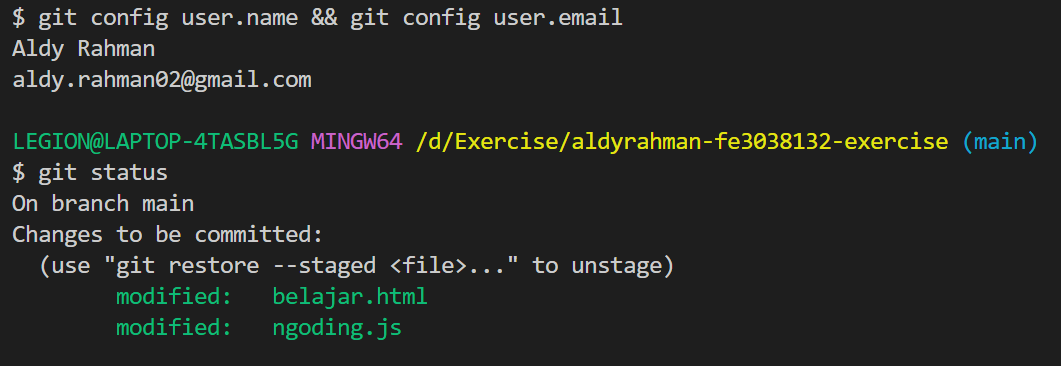 $ git config user.name && git config user.email
Aldy Rahman
aldy.rahman02@gmail.com
LEGION@LAPTOP-4TASBL5G MINGW64 /d/Exercise/aldyrahman-fe3038132-exercise (main)
$ git status
On branch main
Changes to be committed:
  (use "git restore --staged <file>..." to unstage)
        modified:   belajar.html
        modified:   ngoding.js